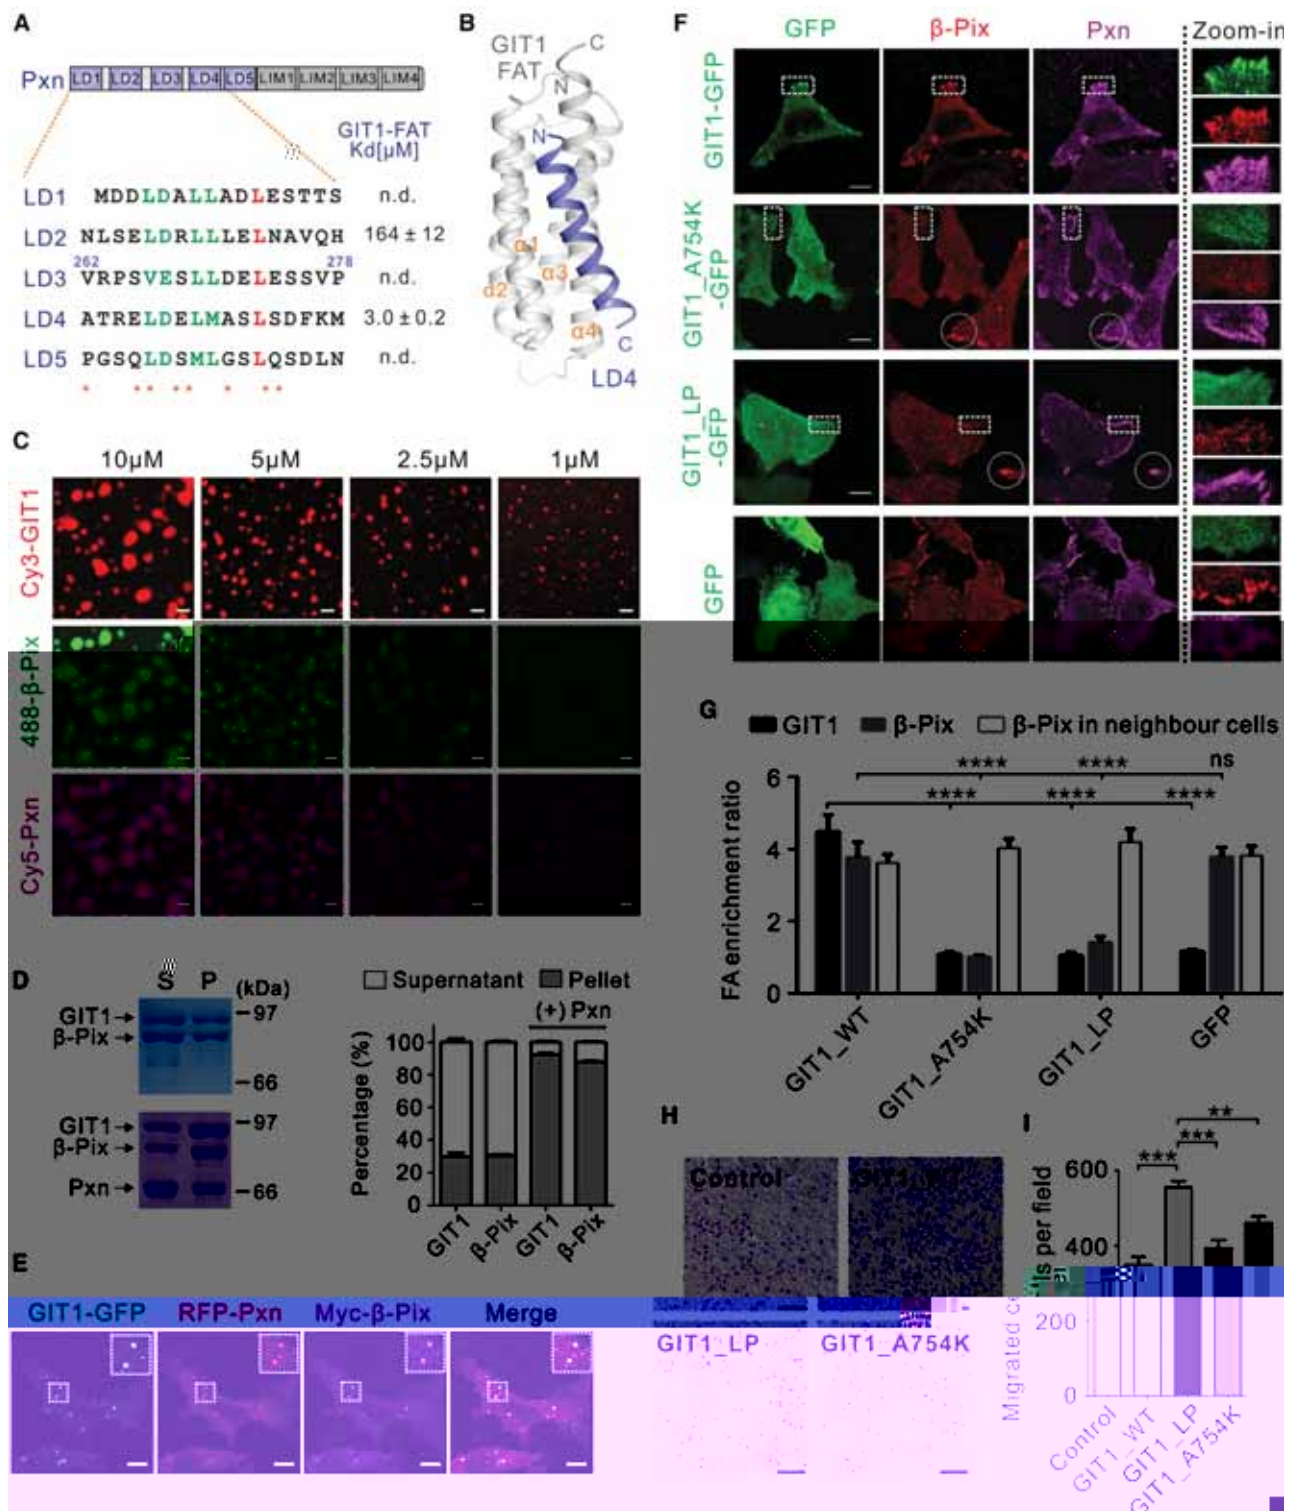 A
Pxn LD1 LD2 LD3 LD4 LD5 LIM1 LIM2 LIM3 LIM4
GIT1-FAT
Kd[μM]
LD1 MDDLDALLADLESTTS n.d.
LD2 NLSELDRLLLELNAVQH 164 ± 12
262 278
LD3 VRPSVESLLDELESSVP n.d.
LD4 ATRELDELMASLSDFKM 3.0 ± 0.2
LD5 PGSQLDSMLGSLQSDLN n.d.
* * * * * * * *
B
GIT1
FAT
C
N
N
α1
α3
α2
α4
C
LD4
C
10μM 5μM 2.5μM 1μM
Cy3-GIT1
488-β-Pix
Cy5-Pxn
D
S P (kDa)
GIT1 97
β-Pix
66
GIT1 97
β-Pix
Pxn 66
Supernatant Pellet
(+) Pxn
Percentage (%)
100
80
60
40
20
0
GIT1 β-Pix GIT1 β-Pix
E
GIT1-GFP RFP-Pxn Myc-β-Pix Merge
F
GFP β-Pix Pxn Zoom-in
GIT1-GFP
GIT1_A754K
-GFP
GIT1_LP
-GFP
GFP
G
GIT1 β-Pix β-Pix in neighbour cells
**** **** ns
**** **** ****
FA enrichment ratio
6
4
2
0
GIT1_WT GIT1_A754K GIT1_LP GFP
H
Control
GIT1_LP GIT1_A754K
I
**
***
***
600
400
200
0
Control GIT1_WT GIT1_LP GIT1_A754K